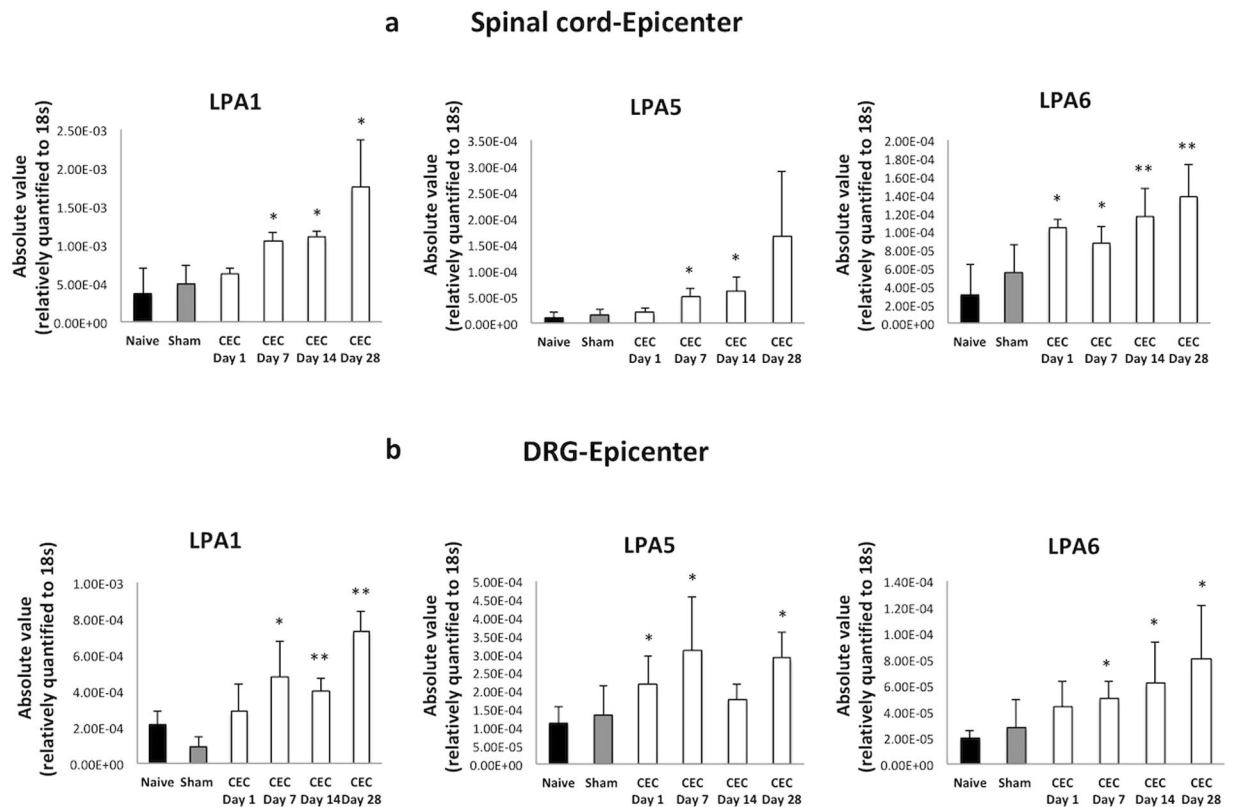 a Spinal cord-Epicenter
LPA1
Absolute value
(relatively quantified to 18s)
2.50E-03
2.00E-03
1.50E-03
1.00E-03
5.00E-04
0.00E+00
* * *
Naive Sham CEC CEC CEC CEC
Day 1 Day 7 Day 14 Day 28
LPA5
Absolute value
(relatively quantified to 18s)
3.50E-04
3.00E-04
2.50E-04
2.00E-04
1.50E-04
1.00E-04
5.00E-05
0.00E+00
* *
Naive Sham CEC CEC CEC CEC
Day 1 Day 7 Day 14 Day 28
LPA6
Absolute value
(relatively quantified to 18s)
2.00E-04
1.80E-04
1.60E-04
1.40E-04
1.20E-04
1.00E-04
8.00E-05
6.00E-05
4.00E-05
2.00E-05
0.00E+00
* * ** **
Naive Sham CEC CEC CEC CEC
Day 1 Day 7 Day 14 Day 28
b DRG-Epicenter
LPA1
Absolute value
(relatively quantified to 18s)
1.00E-03
8.00E-04
6.00E-04
4.00E-04
2.00E-04
0.00E+00
* ** **
Naive Sham CEC CEC CEC CEC
Day 1 Day 7 Day 14 Day 28
LPA5
Absolute value
(relatively quantified to 18s)
5.00E-04
4.50E-04
4.00E-04
3.50E-04
3.00E-04
2.50E-04
2.00E-04
1.50E-04
1.00E-04
5.00E-05
0.00E+00
* * *
Naive Sham CEC CEC CEC CEC
Day 1 Day 7 Day 14 Day 28
LPA6
Absolute value
(relatively quantified to 18s)
1.40E-04
1.20E-04
1.00E-04
8.00E-05
6.00E-05
4.00E-05
2.00E-05
0.00E+00
* * *
Naive Sham CEC CEC CEC CEC
Day 1 Day 7 Day 14 Day 28